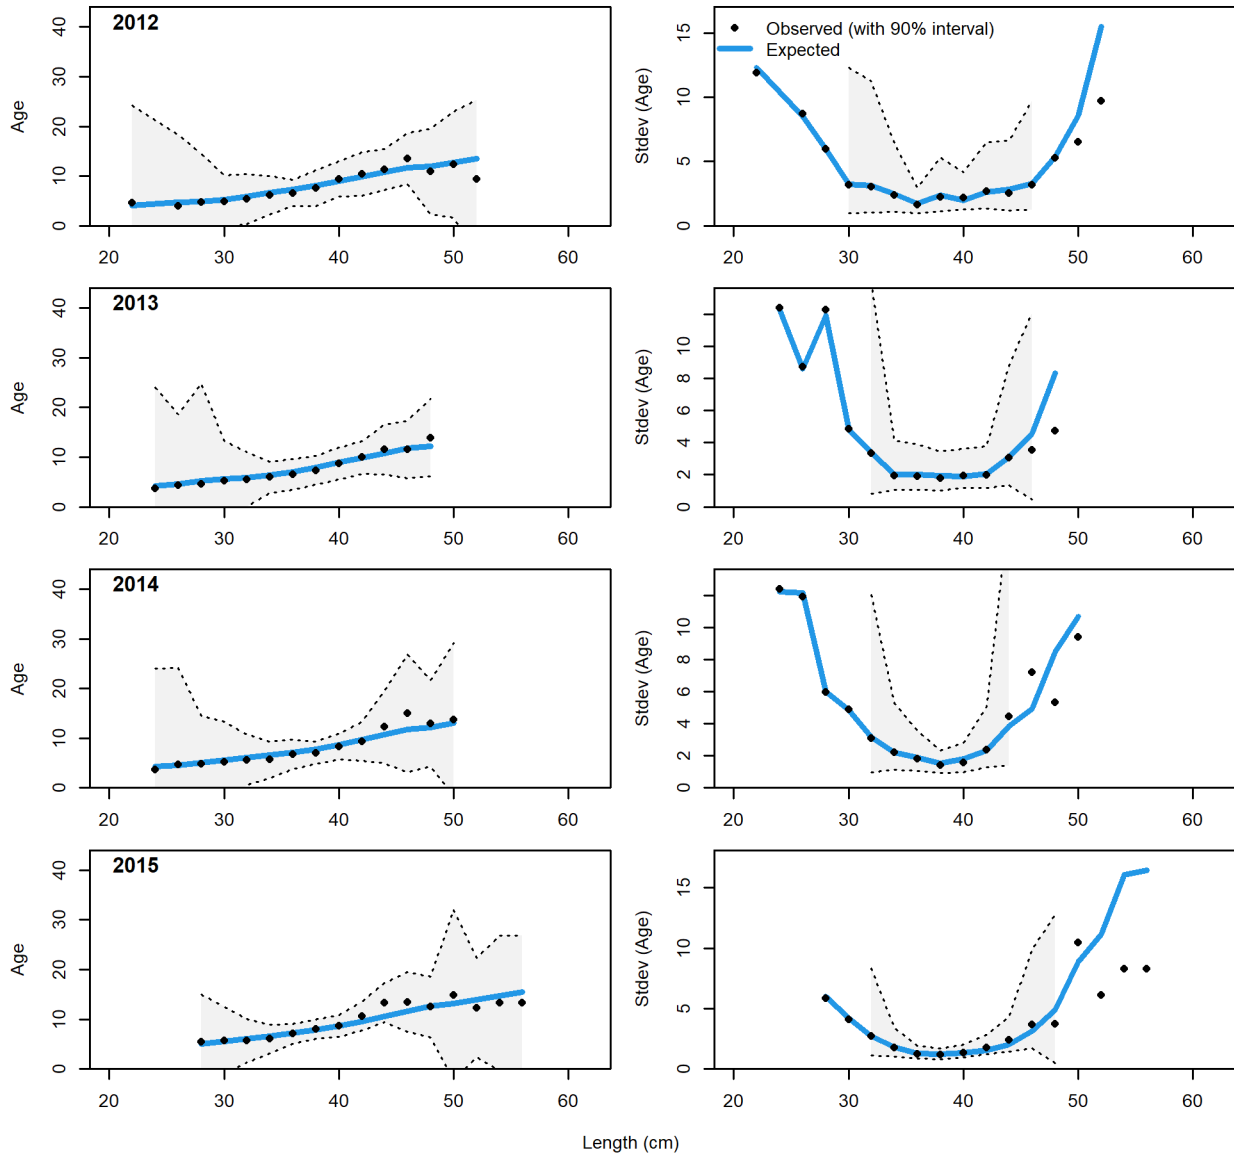 2012
Age
0 10 20 30 40
20 30 40 50 60
Observed (with 90% interval)
Expected
Stdev (Age)
0 5 10 15
20 30 40 50 60
2013
Age
0 10 20 30 40
20 30 40 50 60
Stdev (Age)
0 2 4 6 8 10
20 30 40 50 60
2014
Age
0 10 20 30 40
20 30 40 50 60
Stdev (Age)
0 2 4 6 8 10
20 30 40 50 60
2015
Age
0 10 20 30 40
20 30 40 50 60
Stdev (Age)
0 5 10 15
20 30 40 50 60
Length (cm)